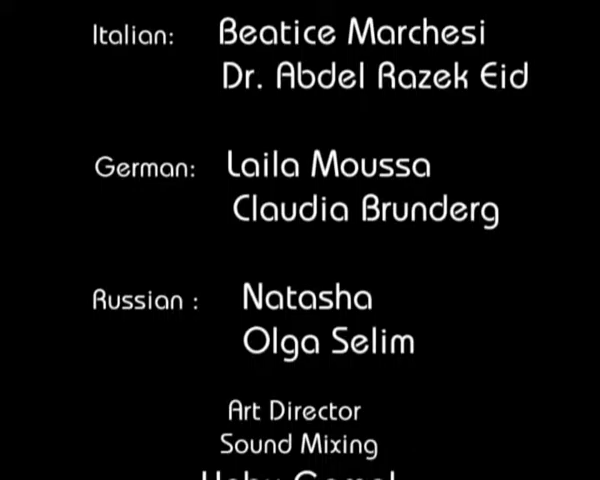 Italian: Beatice Marchesi
Dr. Abdel Razek Eid
German: Laila Moussa
Claudia Brunderg
Russian : Natasha
Olga Selim
Art Director
Sound Mixing